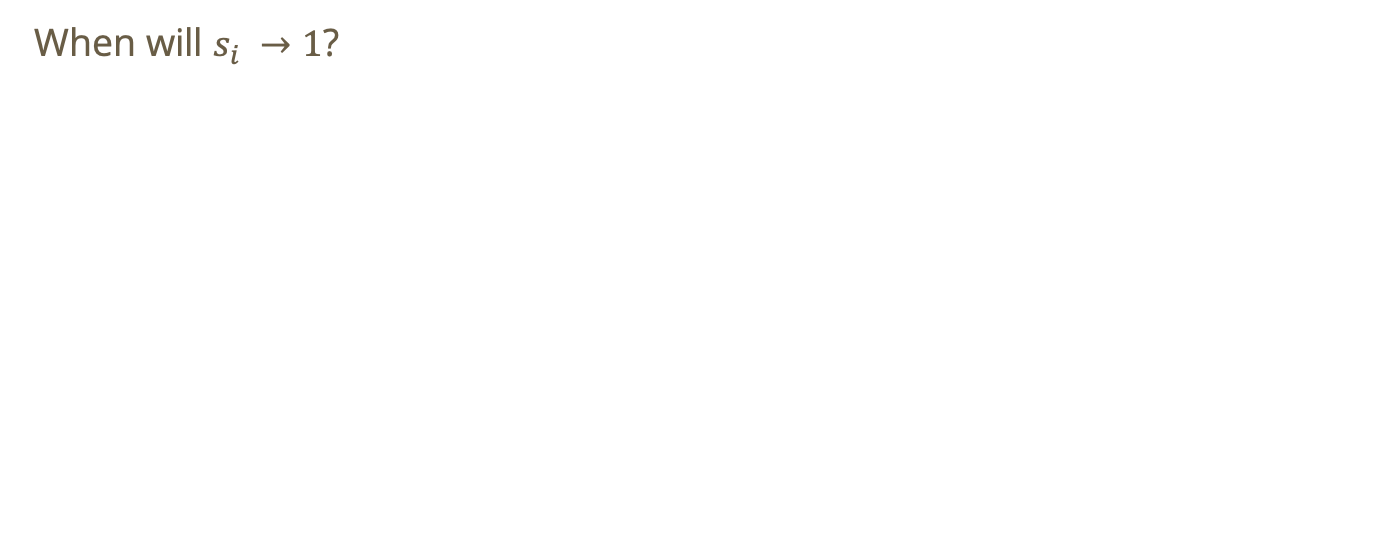 When will 𝑠ᵢ → 1?